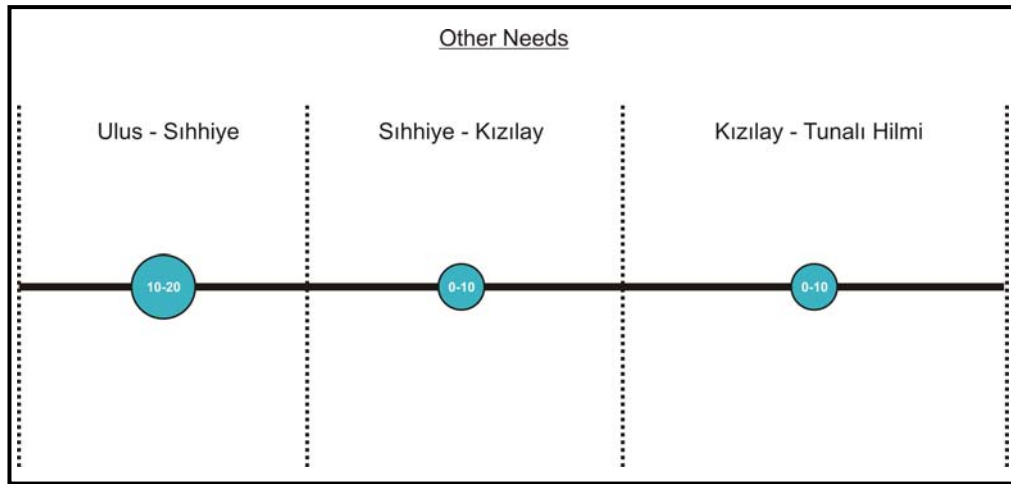 Other Needs
Ulus - Sıhhiye
Sıhhiye - Kızılay
Kızılay - Tunalı Hilmi
10-20
0-10
0-10